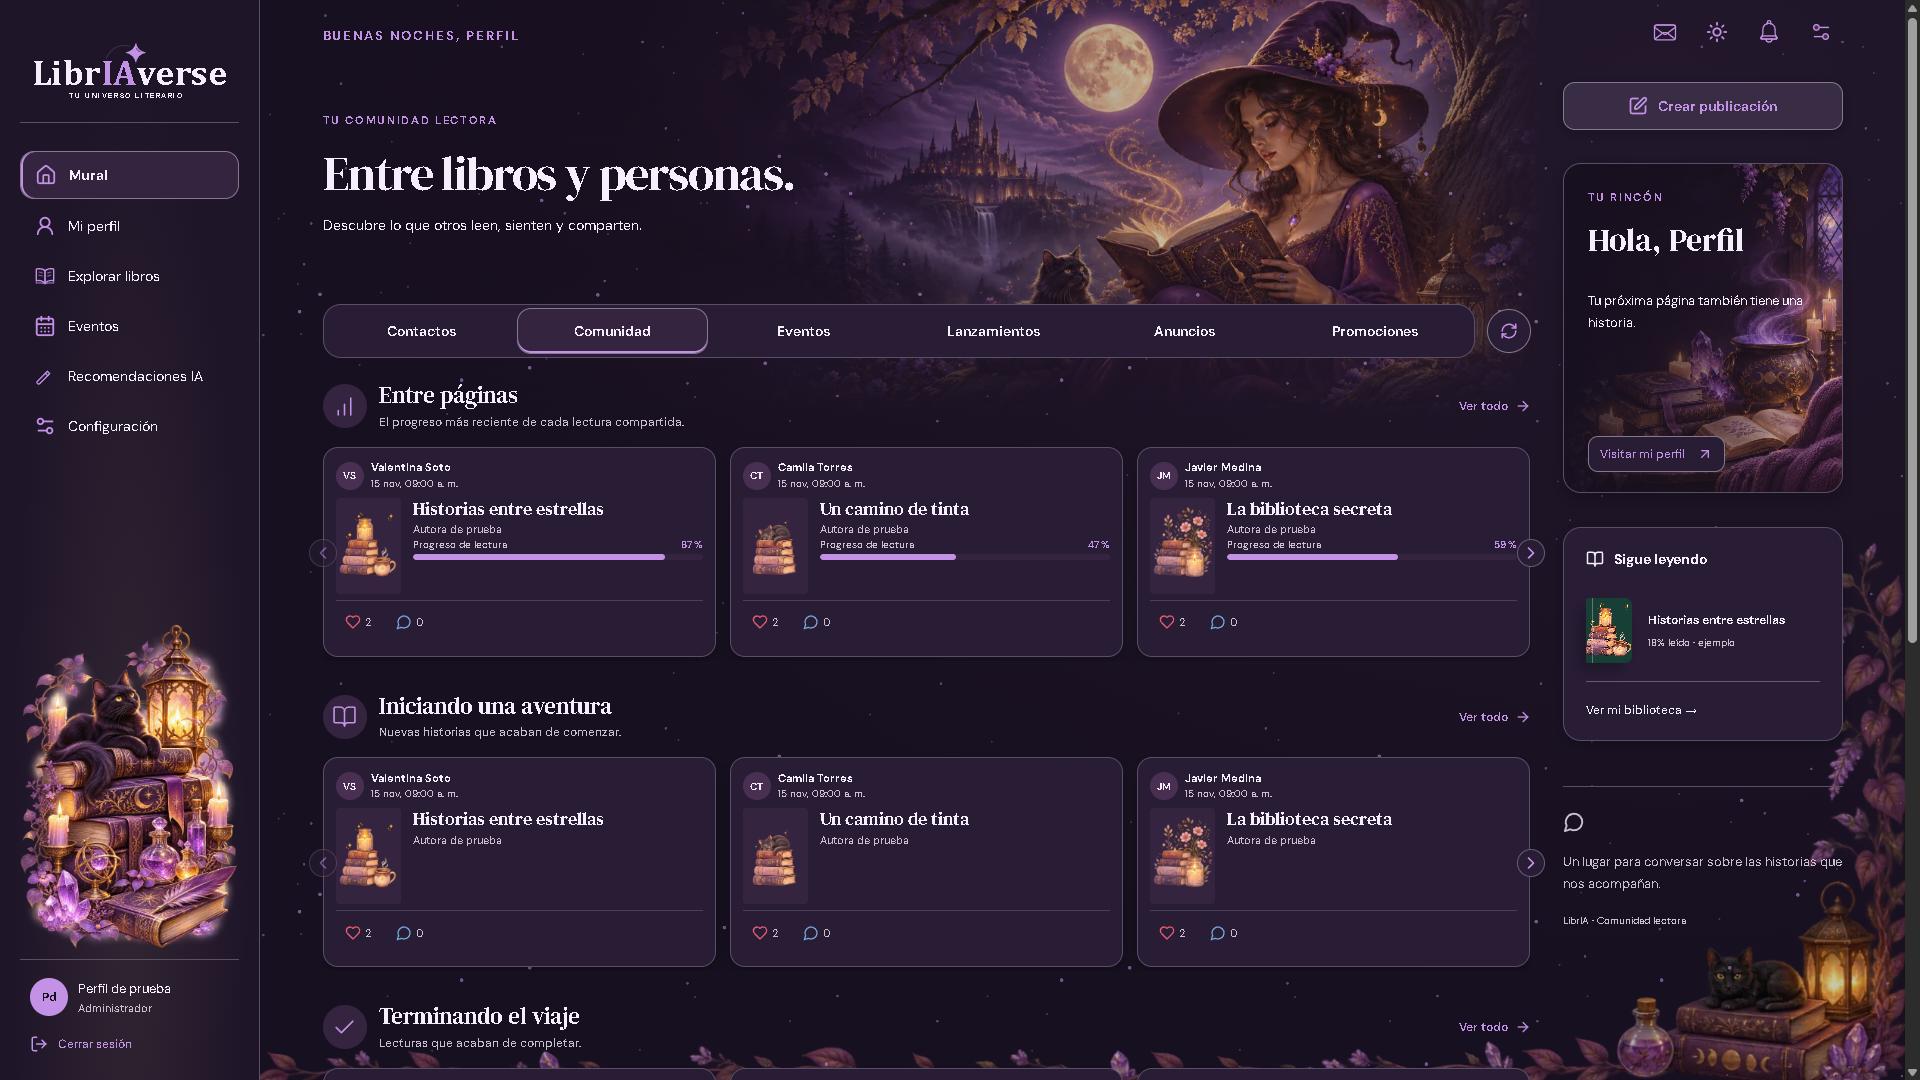 LibrIAverse
TU UNIVERSO LITERARIO
Mural
Mi perfil
Explorar libros
Eventos
Recomendaciones IA
Configuración
Pd
Perfil de prueba
Administrador
Cerrar sesión
BUENAS NOCHES, PERFIL
TU COMUNIDAD LECTORA
Entre libros y personas.
Descubre lo que otros leen, sienten y comparten.
Contactos
Comunidad
Eventos
Lanzamientos
Anuncios
Promociones
Entre páginas
El progreso más reciente de cada lectura compartida.
Ver todo →
VS
Valentina Soto
15 nov, 09:00 a. m.
Historias entre estrellas
Autora de prueba
Progreso de lectura 87 %
2 0
CT
Camila Torres
15 nov, 09:00 a. m.
Un camino de tinta
Autora de prueba
Progreso de lectura 47 %
2 0
JM
Javier Medina
15 nov, 09:00 a. m.
La biblioteca secreta
Autora de prueba
Progreso de lectura 59 %
2 0
Iniciando una aventura
Nuevas historias que acaban de comenzar.
Ver todo →
VS
Valentina Soto
15 nov, 09:00 a. m.
Historias entre estrellas
Autora de prueba
2 0
CT
Camila Torres
15 nov, 09:00 a. m.
Un camino de tinta
Autora de prueba
2 0
JM
Javier Medina
15 nov, 09:00 a. m.
La biblioteca secreta
Autora de prueba
2 0
Terminando el viaje
Lecturas que acaban de completar.
Ver todo →
Crear publicación
TU RINCÓN
Hola, Perfil
Tu próxima página también tiene una
historia.
Visitar mi perfil
Sigue leyendo
Historias entre estrellas
18% leído · ejemplo
Ver mi biblioteca →
Un lugar para conversar sobre las historias que
nos acompañan.
LibrIA · Comunidad lectora